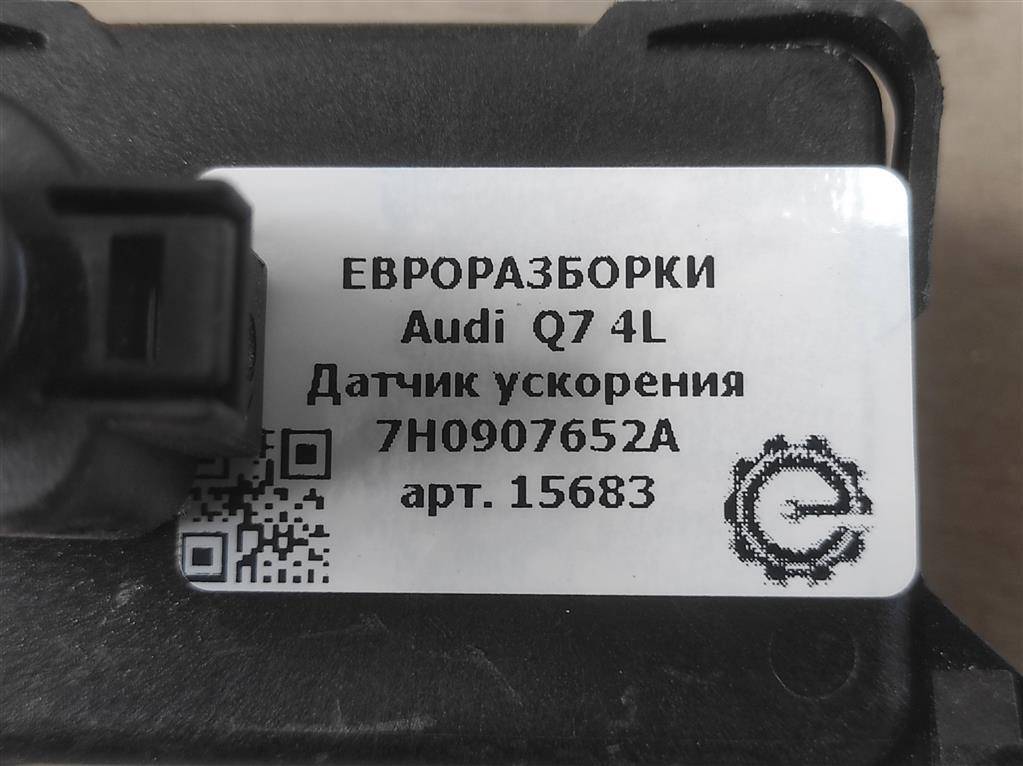 ЕВРОРАЗБОРКИ
Audi Q7 4L
Датчик ускорения
7H0907652A
арт. 15683